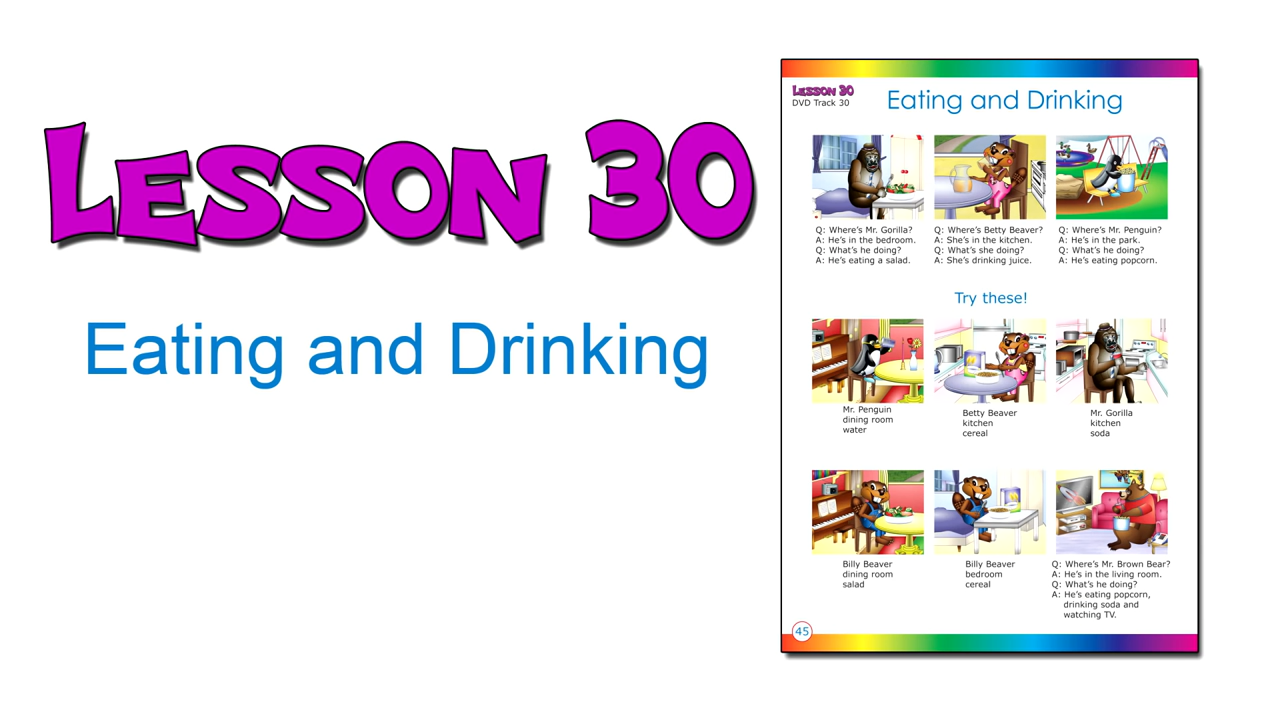 LESSON 30
Eating and Drinking
LESSON 30
DVD Track 30
Eating and Drinking
Q: Where's Mr. Gorilla?
A: He's in the bedroom.
Q: What's he doing?
A: He's eating a salad.
Q: Where's Betty Beaver?
A: She's in the kitchen.
Q: What's she doing?
A: She's drinking juice.
Q: Where's Mr. Penguin?
A: He's in the park.
Q: What's he doing?
A: He's eating popcorn.
Try these!
Mr. Penguin
dining room
water
Betty Beaver
kitchen
cereal
Mr. Gorilla
kitchen
soda
Billy Beaver
dining room
salad
Billy Beaver
bedroom
cereal
Q: Where's Mr. Brown Bear?
A: He's in the living room.
Q: What's he doing?
A: He's eating popcorn,
drinking soda and
watching TV.
45